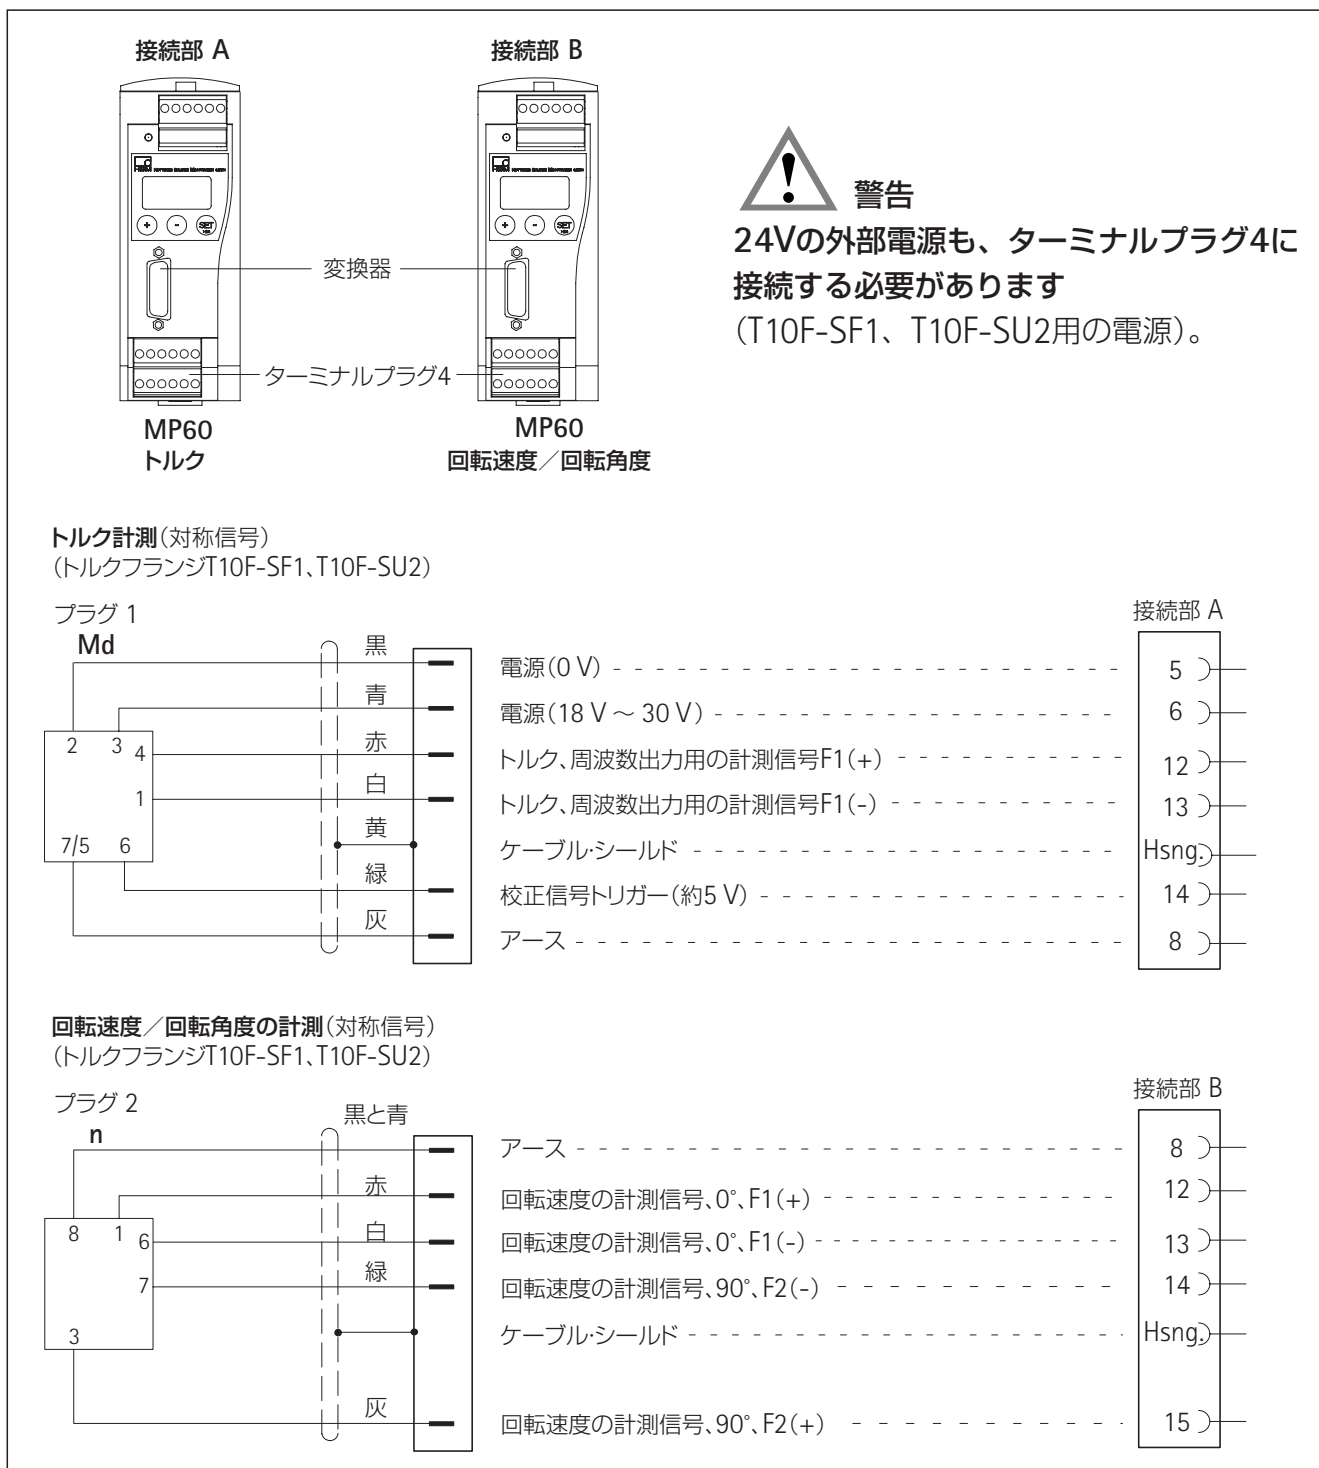 接続部 A
接続部 B
SET
SET
変換器
ターミナルプラグ4
MP60
トルク
MP60
回転速度／回転角度
警告
24Vの外部電源も、ターミナルプラグ4に
接続する必要があります
（T10F-SF1、T10F-SU2用の電源）。
トルク計測（対称信号）
（トルクフランジT10F-SF1、T10F-SU2）
プラグ 1
Md
接続部 A
黒
電源（0 V）
5
青
電源（18 V ～ 30 V）
6
2
3
4
赤
トルク、周波数出力用の計測信号F1（+）
12
1
白
トルク、周波数出力用の計測信号F1（-）
13
7/5
6
黄
ケーブル・シールド
Hsng.
緑
校正信号トリガー（約5 V）
14
灰
アース
8
回転速度／回転角度の計測（対称信号）
（トルクフランジT10F-SF1、T10F-SU2）
プラグ 2
n
接続部 B
黒と青
アース
8
赤
回転速度の計測信号、0°、F1（+）
12
8
1
6
白
回転速度の計測信号、0°、F1（-）
13
7
緑
回転速度の計測信号、90°、F2（-）
14
3
ケーブル・シールド
Hsng.
灰
回転速度の計測信号、90°、F2（+）
15